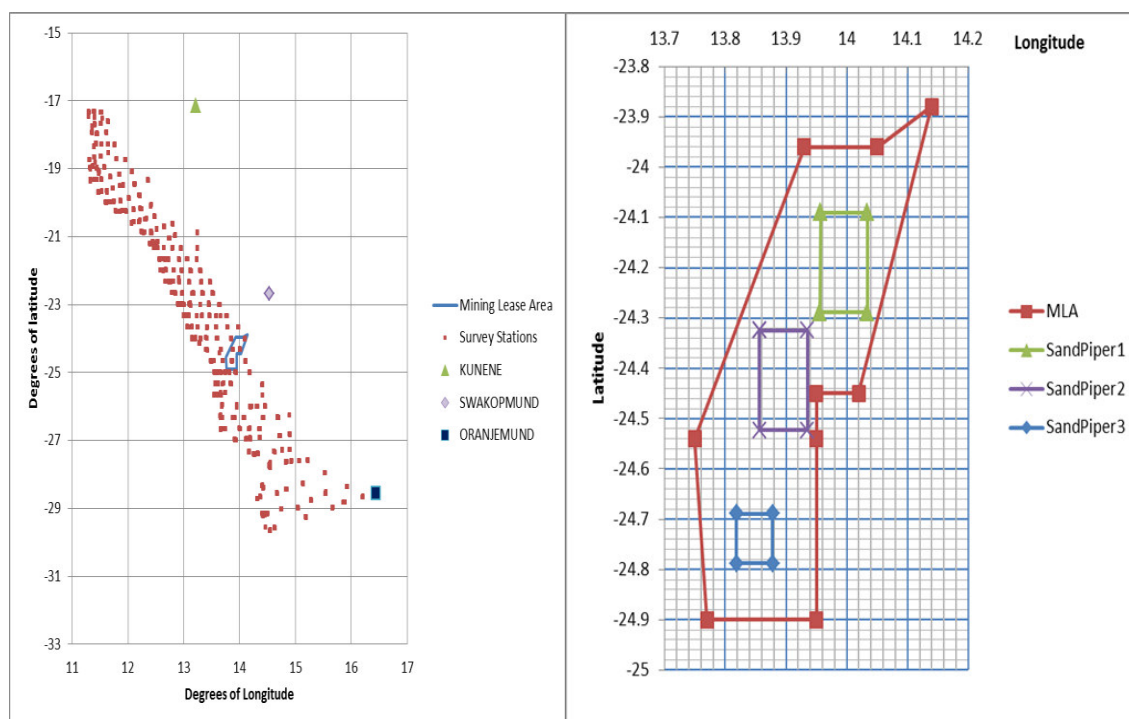 -15
-17
-19
-21
-23
-25
-27
-29
-31
-33
Degrees of latitude
11 12 13 14 15 16 17
Degrees of Longitude
Mining Lease Area
Survey Stations
KUNENE
SWAKOPMUND
ORANJEMUND
13.7 13.8 13.9 14 14.1 14.2
Longitude
-23.8
-23.9
-24
-24.1
-24.2
-24.3
-24.4
-24.5
-24.6
-24.7
-24.8
-24.9
-25
Latitude
MLA
SandPiper1
SandPiper2
SandPiper3